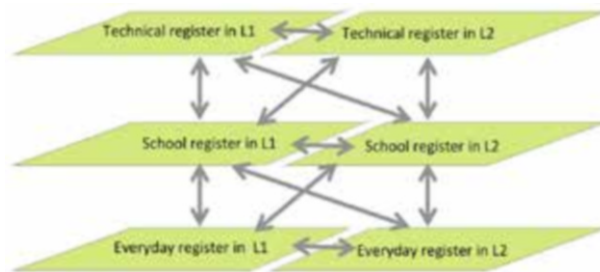 Technical register in L1
Technical register in L2
School register in L1
School register in L2
Everyday register in L1
Everyday register in L2